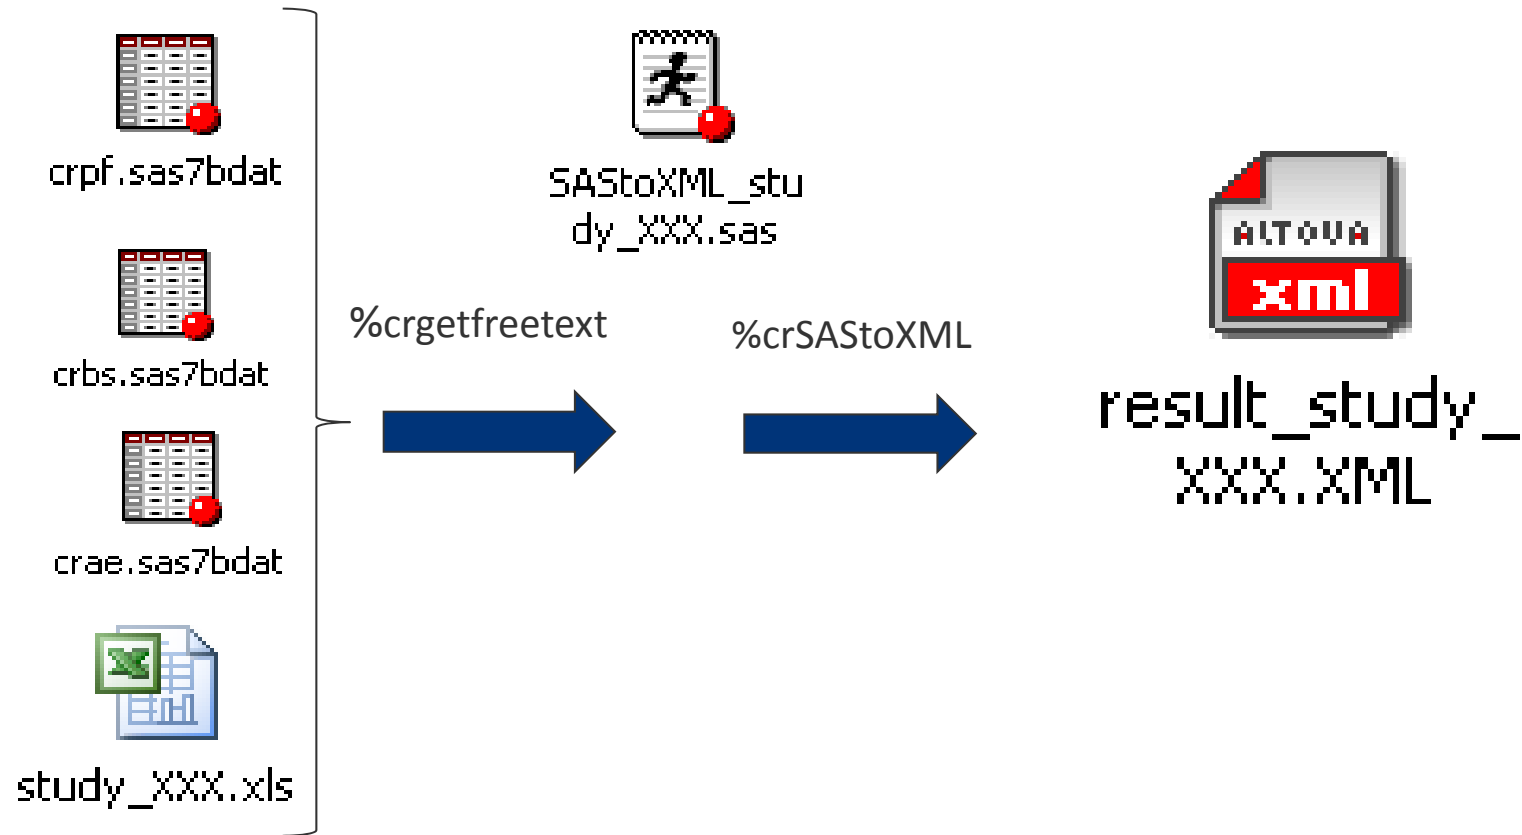 crpf.sas7bdat
crbs.sas7bdat
crae.sas7bdat
study_XXX.xls
%crgetfreetext
SAStoXML_stu
dy_XXX.sas
%crSAStoXML
ALTOVA
xml
result_study_
XXX.XML